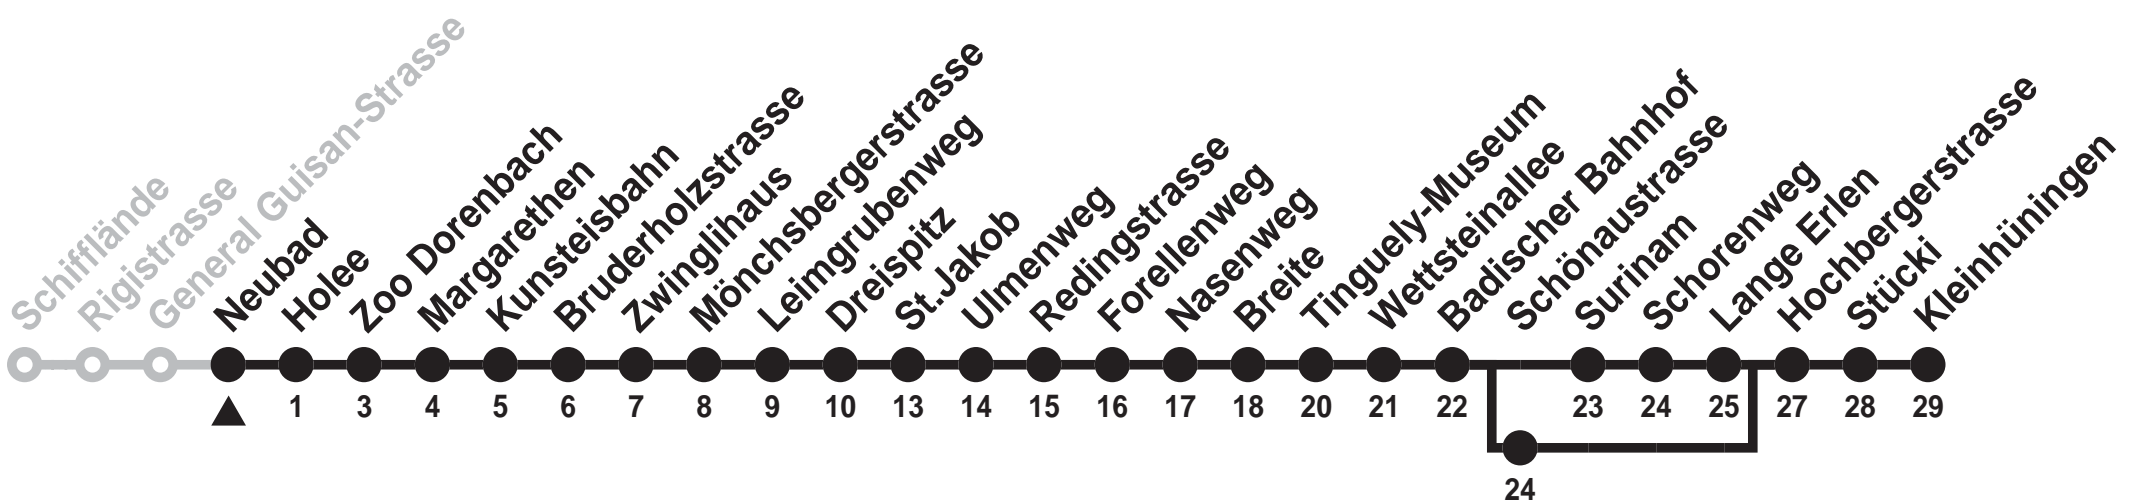 Schifflände
Rigistrasse
General Guisan-Strasse
Neubad
Holee
Zoo Dorenbach
Margarethen
Kunsteisbahn
Bruderholzstrasse
Zwinglihaus
Mönchsbergerstrasse
Leimgrubenweg
Dreispitz
St.Jakob
Ulmenweg
Redingstrasse
Forellenweg
Nasenweg
Breite
Tinguely-Museum
Wettsteinallee
Badischer Bahnhof
Schönaustrasse
Surinam
Schorenweg
Lange Erlen
Hochbergerstrasse
Stücki
Kleinhüningen
1 3 4 5 6 7 8 9 10 13 14 15 16 17 18 20 21 22 23 24 25 27 28 29
24